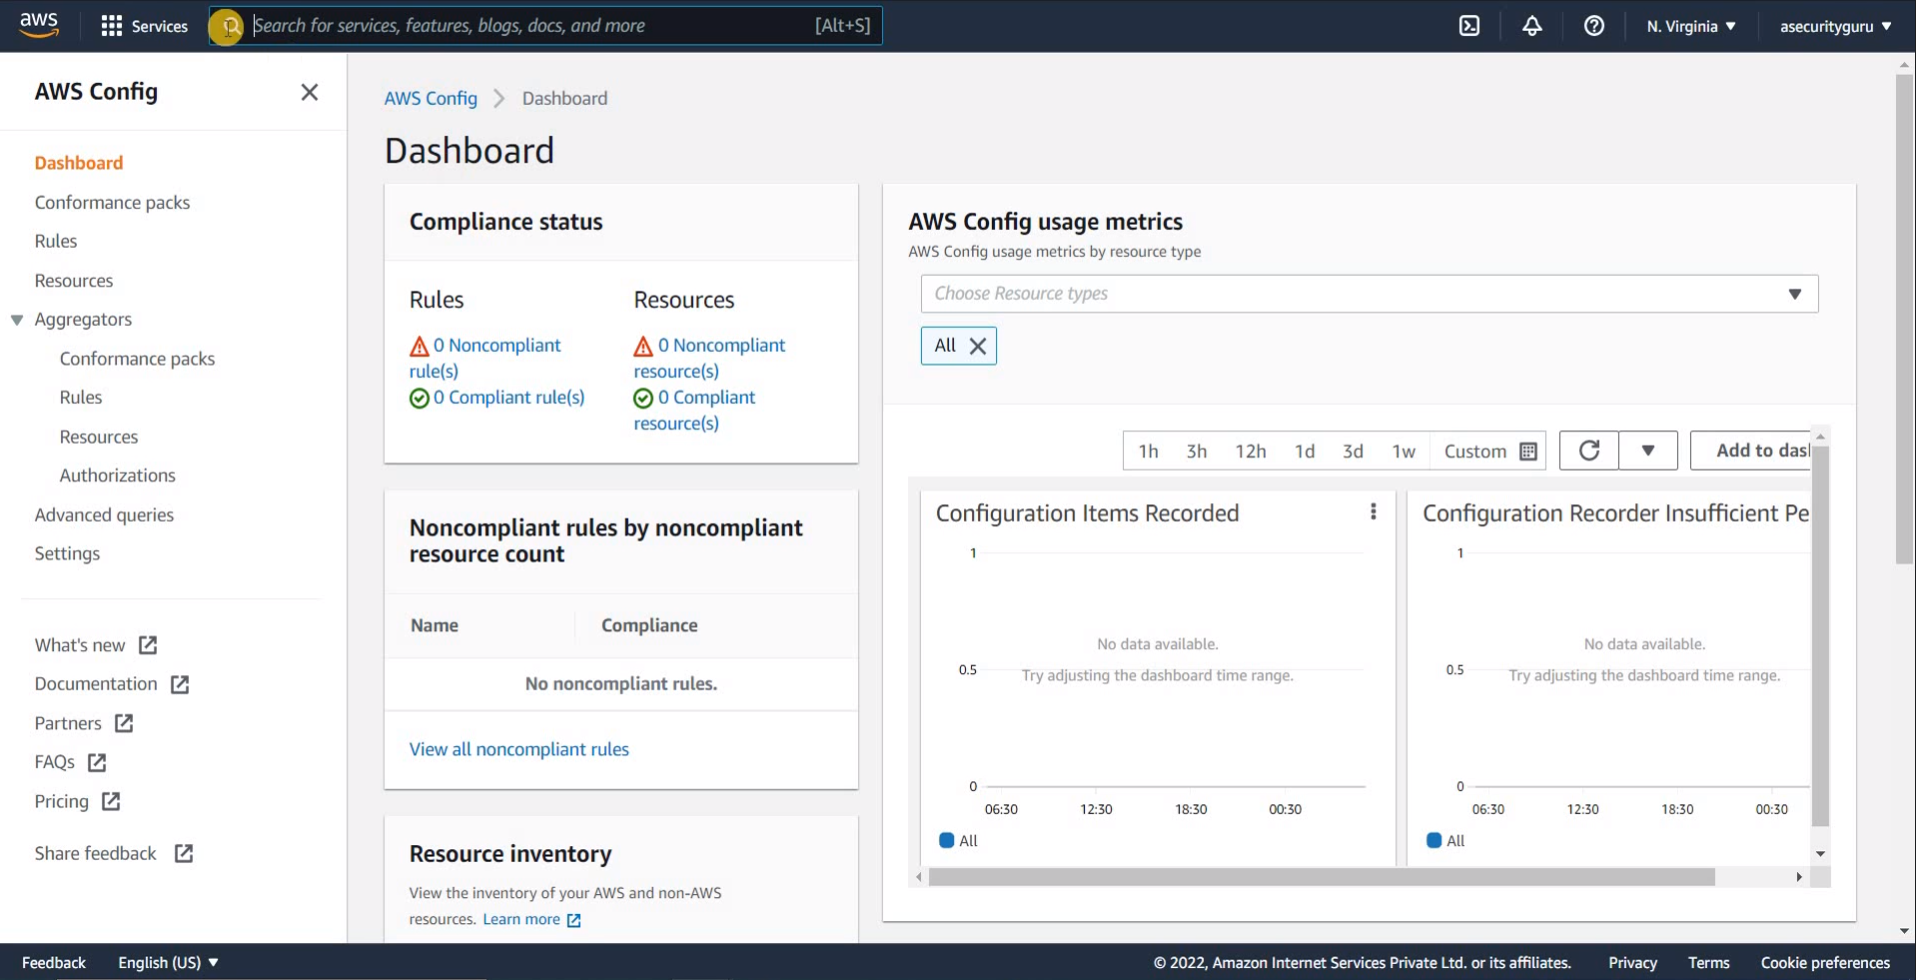 aws
Services
Search for services, features, blogs, docs, and more
[Alt+S]
N. Virginia
asecurityguru
AWS Config
Dashboard
Conformance packs
Rules
Resources
Aggregators
Conformance packs
Rules
Resources
Authorizations
Advanced queries
Settings
What's new
Documentation
Partners
FAQs
Pricing
Share feedback
AWS Config
Dashboard
Dashboard
Compliance status
Rules
0 Noncompliant
rule(s)
0 Compliant rule(s)
Resources
0 Noncompliant
resource(s)
0 Compliant
resource(s)
Noncompliant rules by noncompliant
resource count
Name
Compliance
No noncompliant rules.
View all noncompliant rules
Resource inventory
View the inventory of your AWS and non-AWS
resources. Learn more
AWS Config usage metrics
AWS Config usage metrics by resource type
Choose Resource types
All
1h 3h 12h 1d 3d 1w Custom
Add to das
Configuration Items Recorded
1
0.5
0
No data available.
Try adjusting the dashboard time range.
06:30 12:30 18:30 00:30
All
Configuration Recorder Insufficient Pe
1
0.5
0
No data available.
Try adjusting the dashboard time range.
06:30 12:30 18:30 00:30
All
Feedback
English (US)
© 2022, Amazon Internet Services Private Ltd. or its affiliates.
Privacy
Terms
Cookie preferences